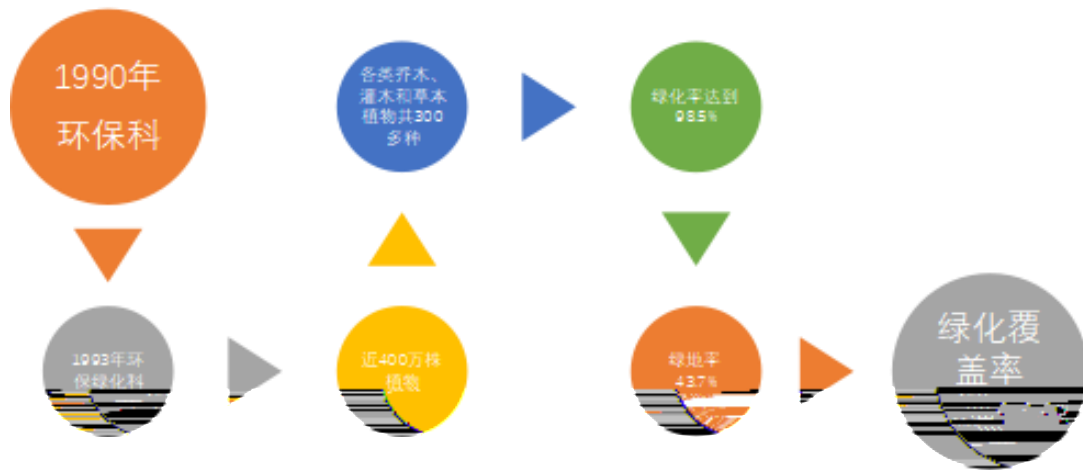 1990年
环保科
1993年环
保绿化科
近400万株
植物
各类乔木、
灌木和草本
植物共300
多种
绿化率达到
98.5%
绿地率
43.7%
绿化覆
盖率